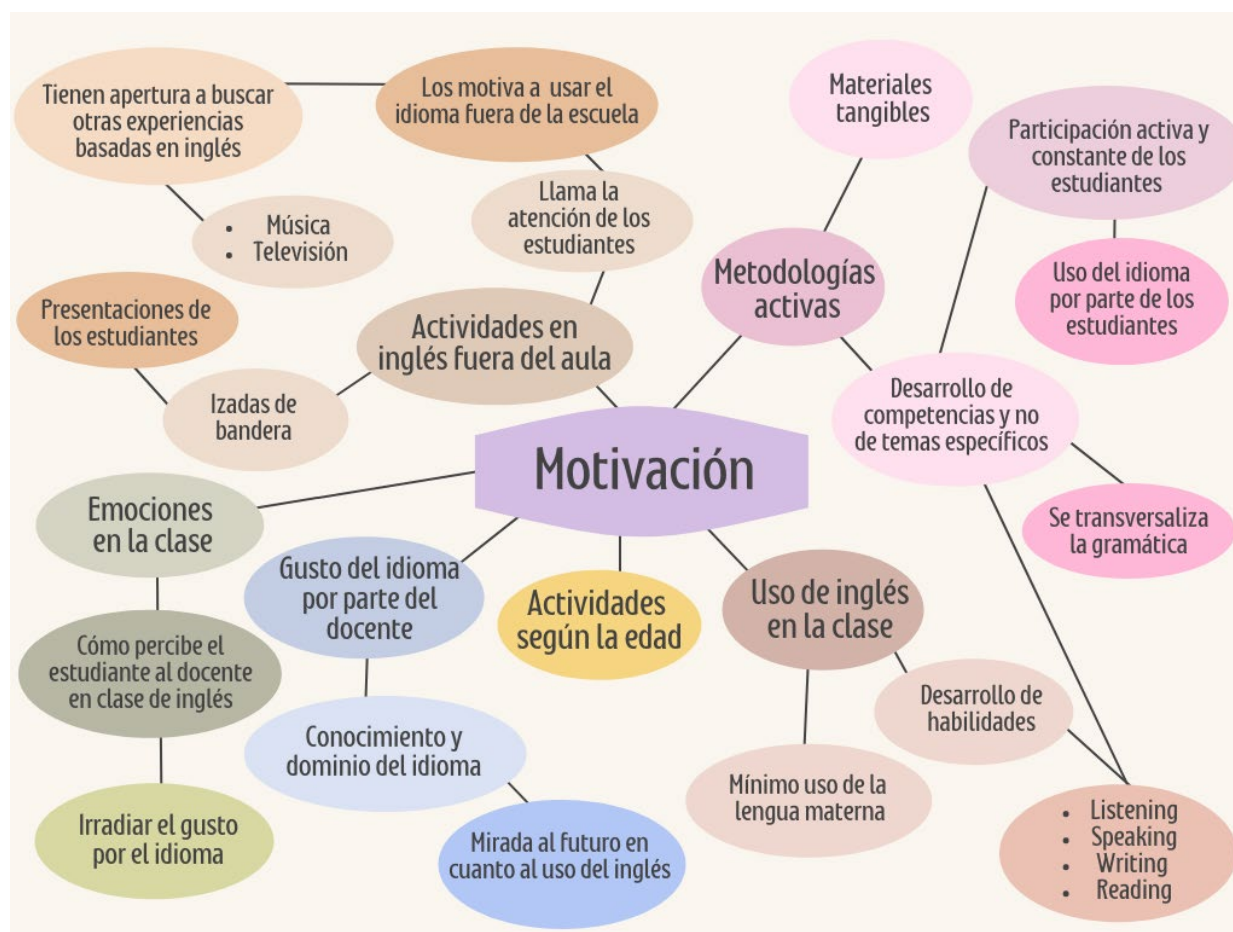 Tienen apertura a buscar
otras experiencias
basadas en inglés
Los motiva a usar el
idioma fuera de la escuela
Materiales
tangibles
Participación activa y
constante de los
estudiantes
• Música
• Televisión
Llama la
atención de los
estudiantes
Metodologías
activas
Uso del idioma
por parte de los
estudiantes
Presentaciones de
los estudiantes
Actividades en
inglés fuera del aula
Izadas de
bandera
Desarrollo de
competencias y no
de temas específicos
Motivación
Emociones
en la clase
Se transversaliza
la gramática
Gusto del idioma
por parte del
docente
Actividades
según la edad
Uso de inglés
en la clase
Cómo percibe el
estudiante al docente
en clase de inglés
Desarrollo de
habilidades
Conocimiento y
dominio del idioma
Mínimo uso de la
lengua materna
Irradiar el gusto
por el idioma
Mirada al futuro en
cuanto al uso del inglés
• Listening
• Speaking
• Writing
• Reading